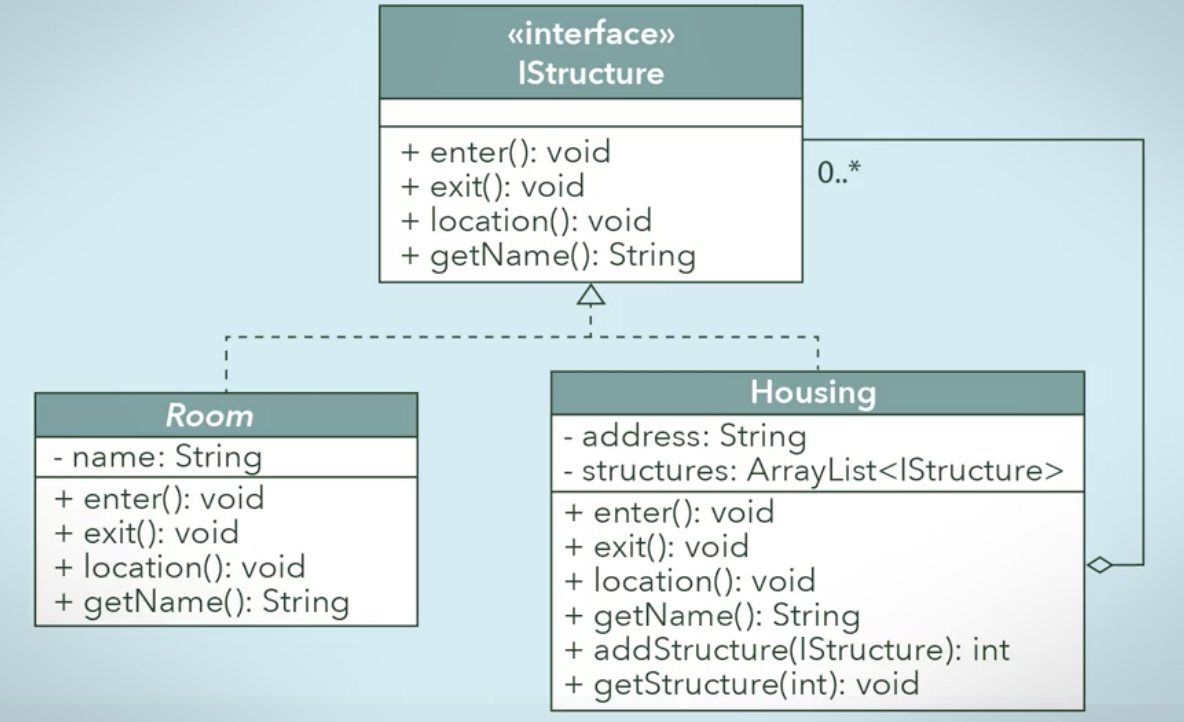 «interface»
IStructure
+ enter(): void
+ exit(): void
+ location(): void
+ getName(): String
0..*
Room
- name: String
+ enter(): void
+ exit(): void
+ location(): void
+ getName(): String
Housing
- address: String
- structures: ArrayList<IStructure>
+ enter(): void
+ exit(): void
+ location(): void
+ getName(): String
+ addStructure(IStructure): int
+ getStructure(int): void